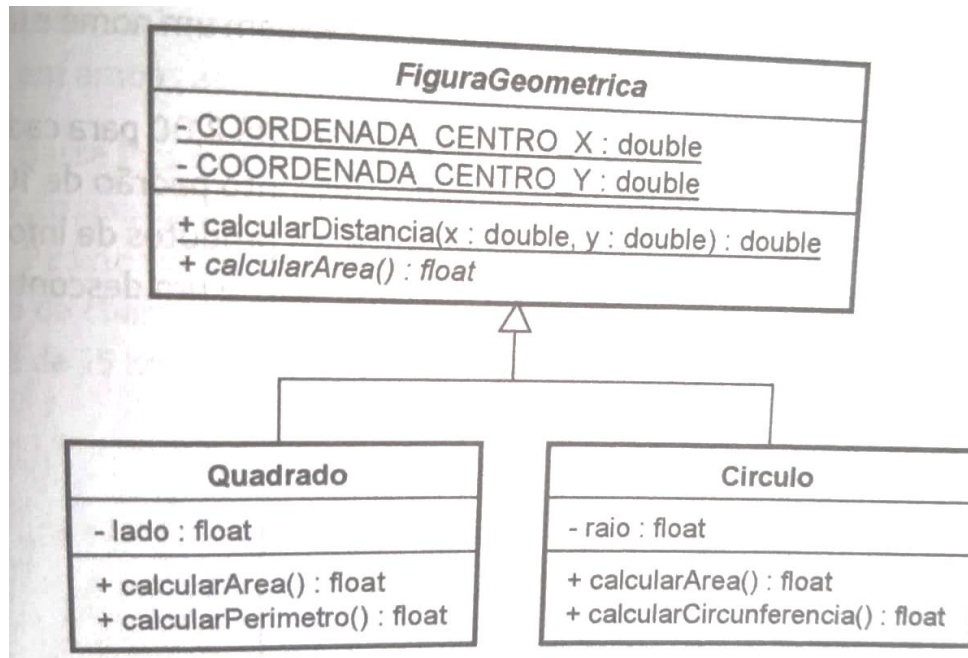 FiguraGeometrica
- COORDENADA_CENTRO_X : double
- COORDENADA_CENTRO_Y : double
+ calcularDistancia(x : double, y : double) : double
+ calcularArea() : float
Quadrado
- lado : float
+ calcularArea() : float
+ calcularPerimetro() : float
Circulo
- raio : float
+ calcularArea() : float
+ calcularCircunferencia() : float